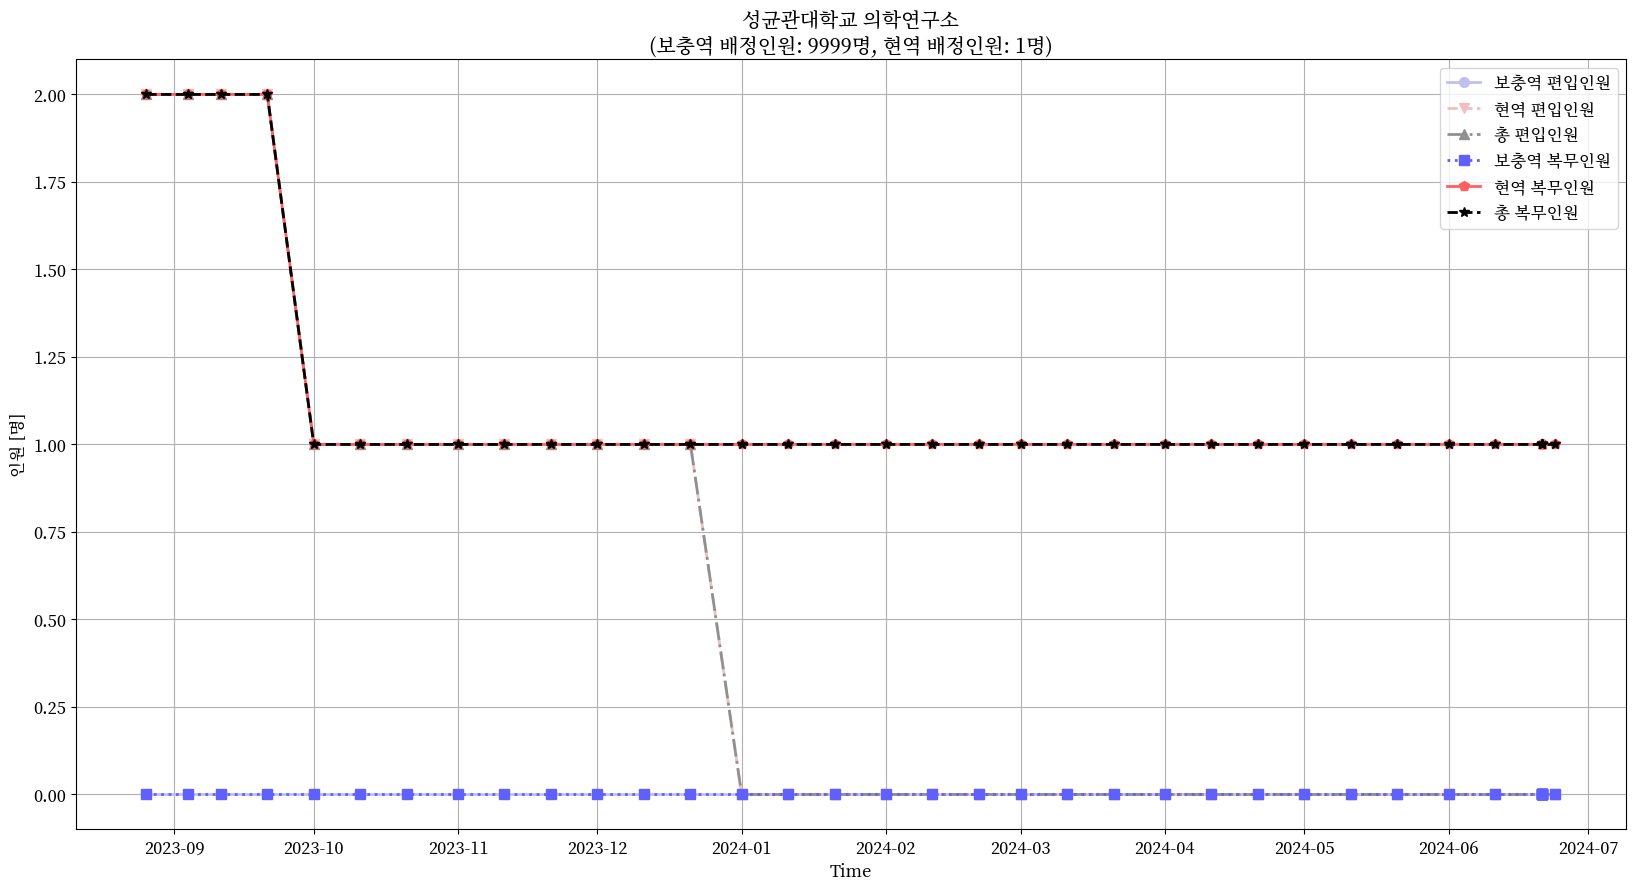 성균관대학교 의학연구소
(보충역 배정인원: 9999명, 현역 배정인원: 1명)
보충역 편입인원
현역 편입인원
총 편입인원
보충역 복무인원
현역 복무인원
총 복무인원
인원 [명]
2.00
1.75
1.50
1.25
1.00
0.75
0.50
0.25
0.00
2023-09 2023-10 2023-11 2023-12 2024-01 2024-02 2024-03 2024-04 2024-05 2024-06 2024-07
Time